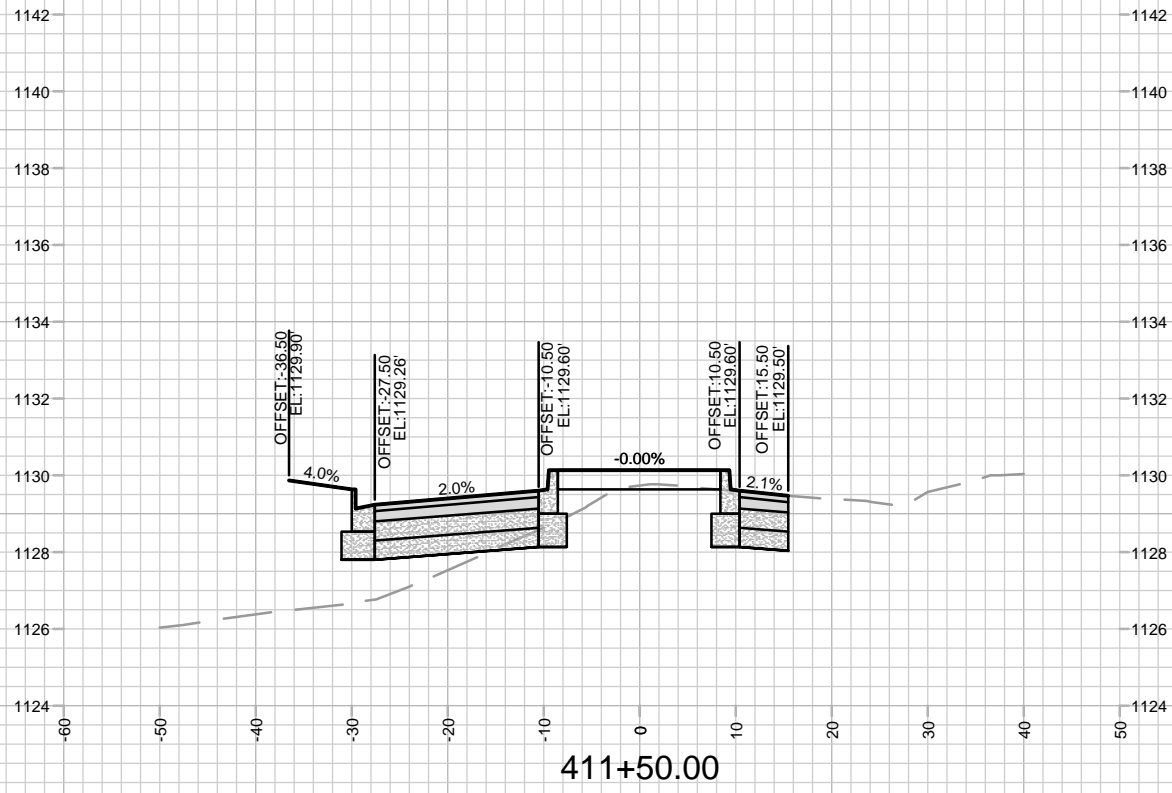 1142 1142
1140 1140
1138 1138
1136 1136
1134 1134
1132 1132
1130 1130
1128 1128
1126 1126
1124 1124
OFFSET:-36.50
EL:1129.90'
OFFSET:-27.50
EL:1129.26'
OFFSET:-10.50
EL:1129.60'
OFFSET:10.50
EL:1129.60'
OFFSET:15.50
EL:1129.50'
4.0%
2.0%
-0.00%
2.1%
-60 -50 -40 -30 -20 -10 0 10 20 30 40 50
411+50.00